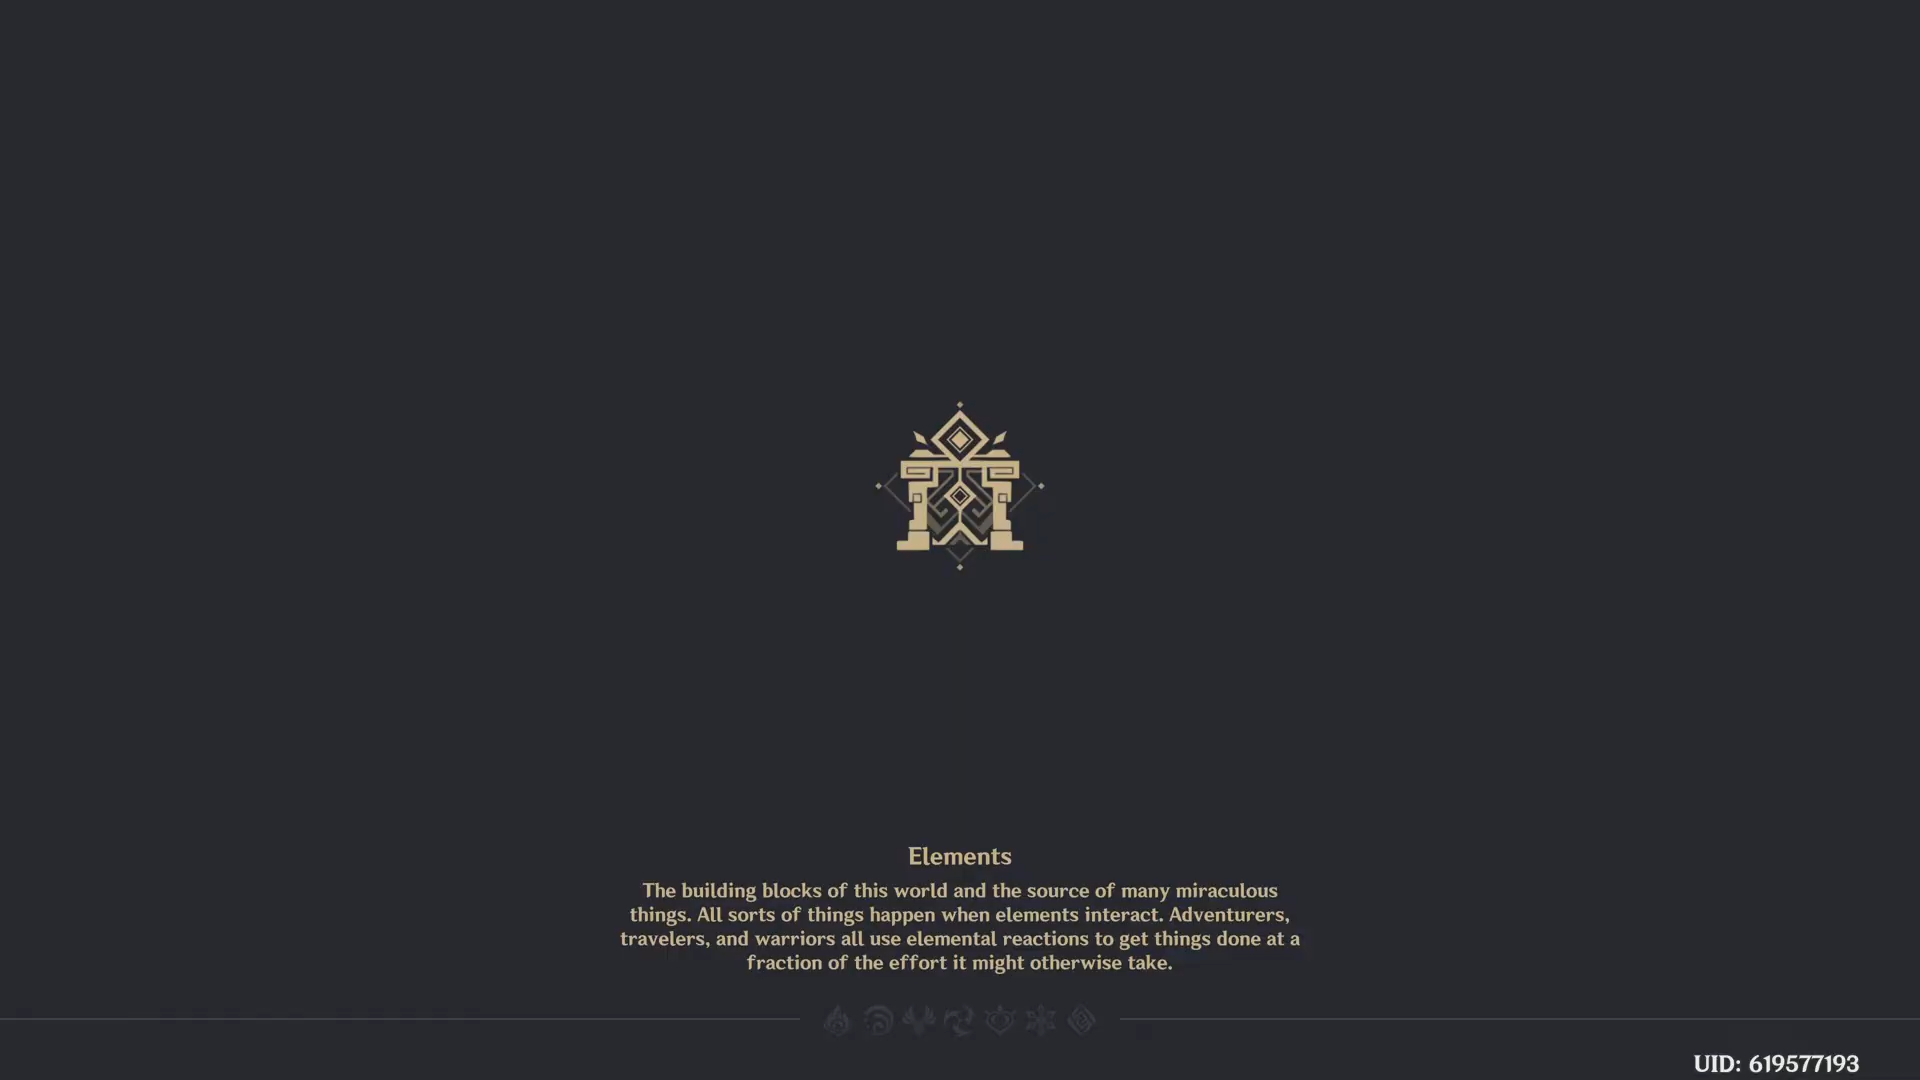 Elements
The building blocks of this world and the source of many miraculous
things. All sorts of things happen when elements interact. Adventurers,
travelers, and warriors all use elemental reactions to get things done at a
fraction of the effort it might otherwise take.
UID: 619577193